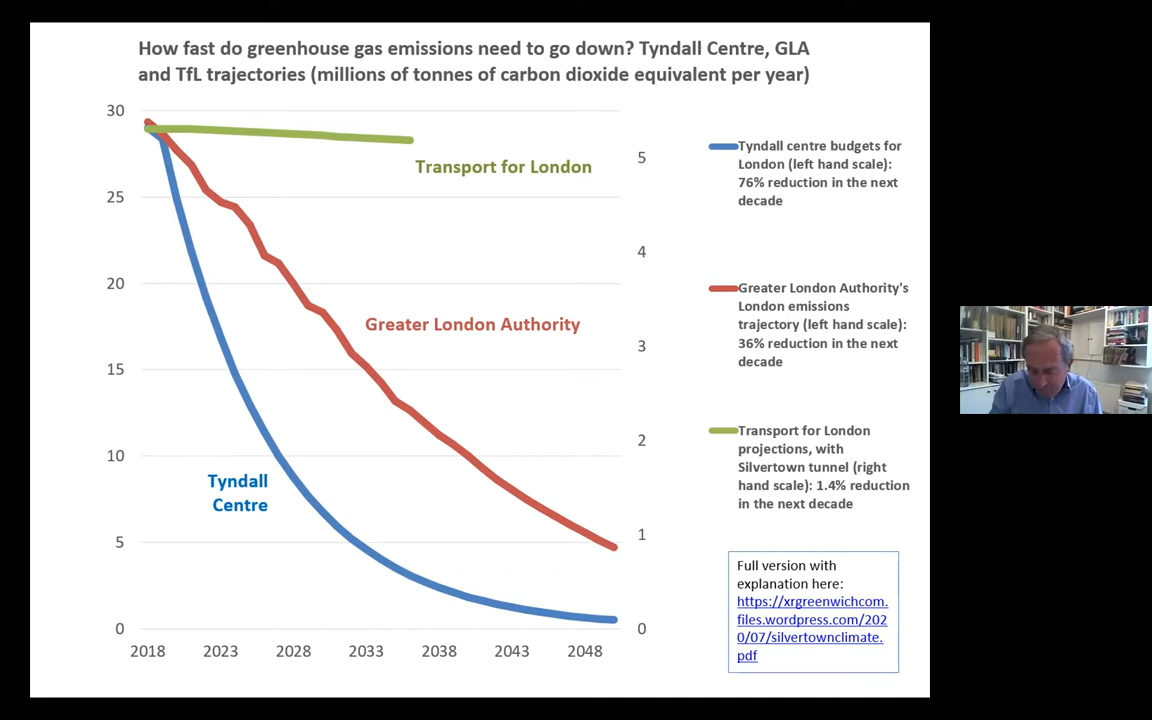 How fast do greenhouse gas emissions need to go down? Tyndall Centre, GLA
and TfL trajectories (millions of tonnes of carbon dioxide equivalent per year)
30
25
20
15
10
5
0
5
4
3
2
1
0
2018 2023 2028 2033 2038 2043 2048
Transport for London
Greater London Authority
Tyndall
Centre
Tyndall centre budgets for
London (left hand scale):
76% reduction in the next
decade
Greater London Authority's
London emissions
trajectory (left hand scale):
36% reduction in the next
decade
Transport for London
projections, with
Silvertown tunnel (right
hand scale): 1.4% reduction
in the next decade
Full version with
explanation here:
https://xrgreenwichcom.
files.wordpress.com/202
0/07/silvertownclimate.
pdf